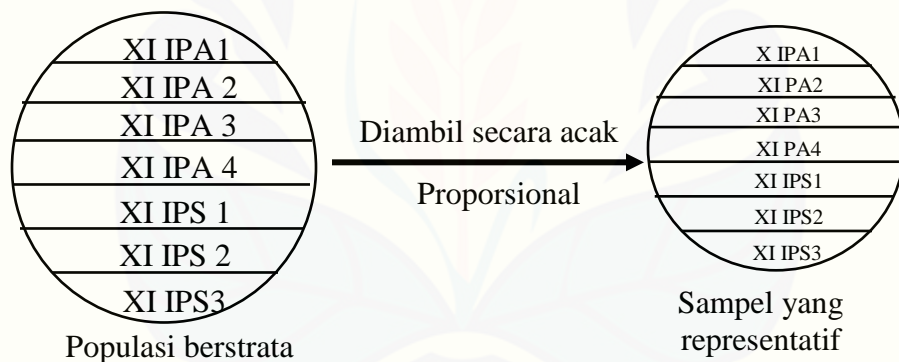 XI IPA1
XI IPA 2
XI IPA 3
XI IPA 4
XI IPS 1
XI IPS 2
XI IPS3
Populasi berstrata
Diambil secara acak
Proporsional
X IPA1
XI PA2
XI PA3
XI PA4
XI IPS1
XI IPS2
XI IPS3
Sampel yang
representatif